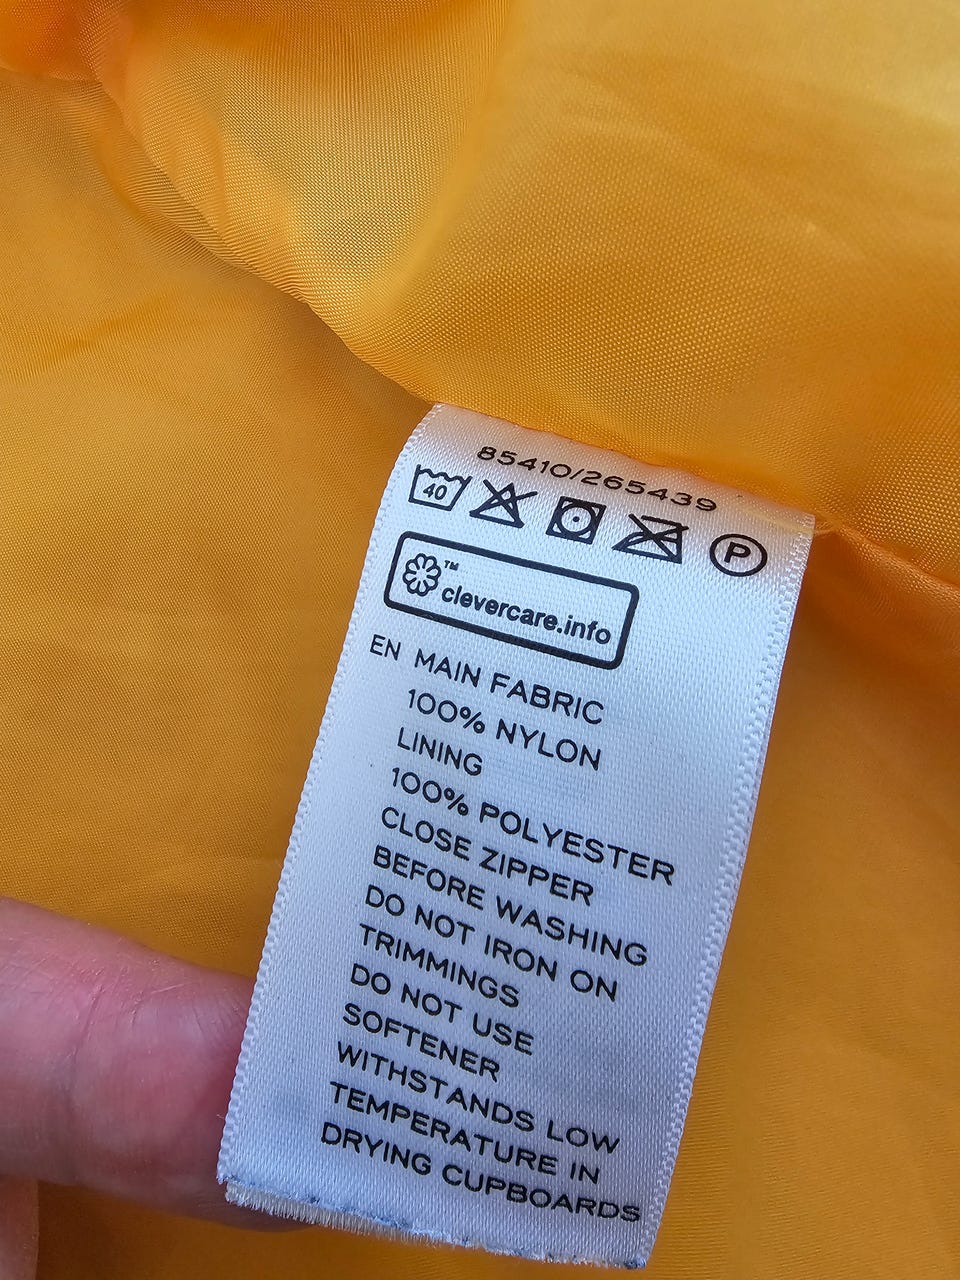 85410/265439
40
P
™
clevercare.info
EN MAIN FABRIC
100% NYLON
LINING
100% POLYESTER
CLOSE ZIPPER
BEFORE WASHING
DO NOT IRON ON
TRIMMINGS
DO NOT USE
SOFTENER
WITHSTANDS LOW
TEMPERATURE IN
DRYING CUPBOARDS